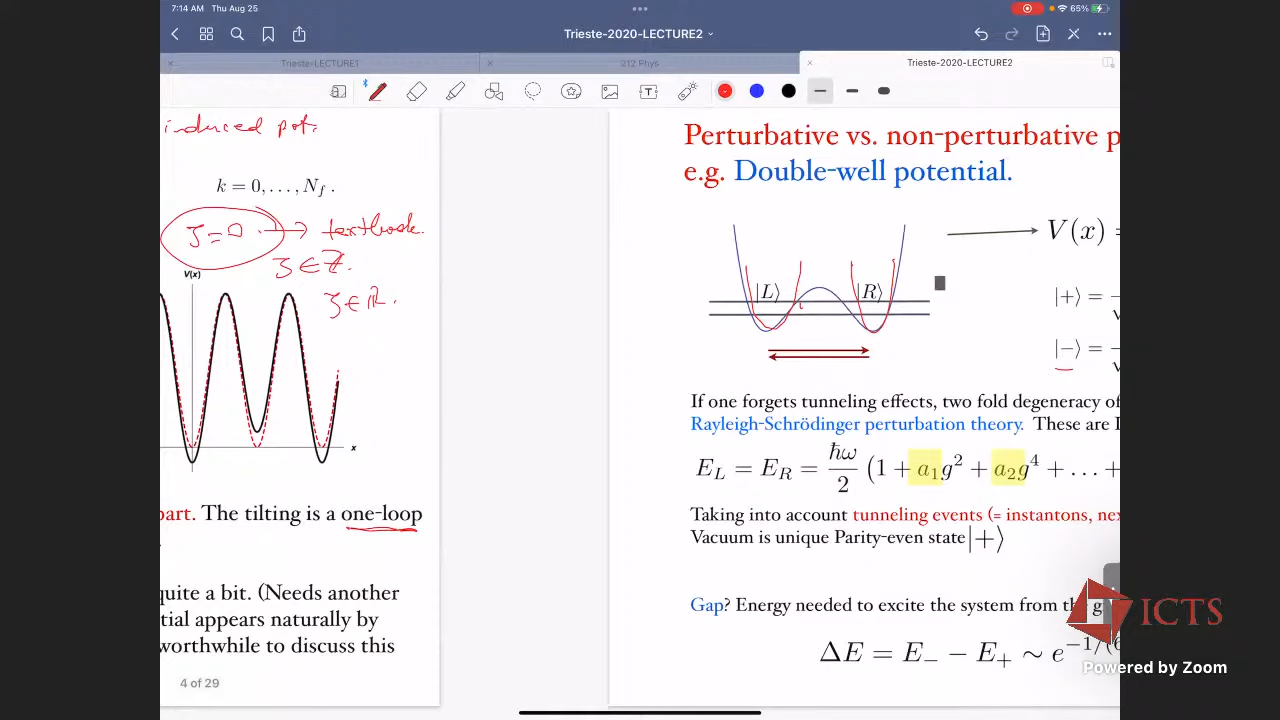 7:14 AM Thu Aug 25
65%
Trieste-2020-LECTURE2
Trieste-LECTURE1
212 Phys
Trieste-2020-LECTURE2
induced pot.
k = 0, . . . , N_f .
ζ = 0 → textbook.
ζ ∈ ℤ.
ζ ∈ ℝ.
V(x)
x
part. The tilting is a one-loop
quite a bit. (Needs another
tial appears naturally by
worthwhile to discuss this
4 of 29
Perturbative vs. non-perturbative p
e.g. Double-well potential.
V(x) =
|L⟩ |R⟩
|+⟩ =
|−⟩ =
If one forgets tunneling effects, two fold degeneracy of
Rayleigh-Schrödinger perturbation theory. These are
E_L = E_R = ħω/2 (1 + a_1g^2 + a_2g^4 + . . . +
Taking into account tunneling events (= instantons, ne
Vacuum is unique Parity-even state |+⟩
Gap? Energy needed to excite the system from the g
ΔE = E_− − E_+ ∼ e^{−1/(6
ICTS
Powered by Zoom